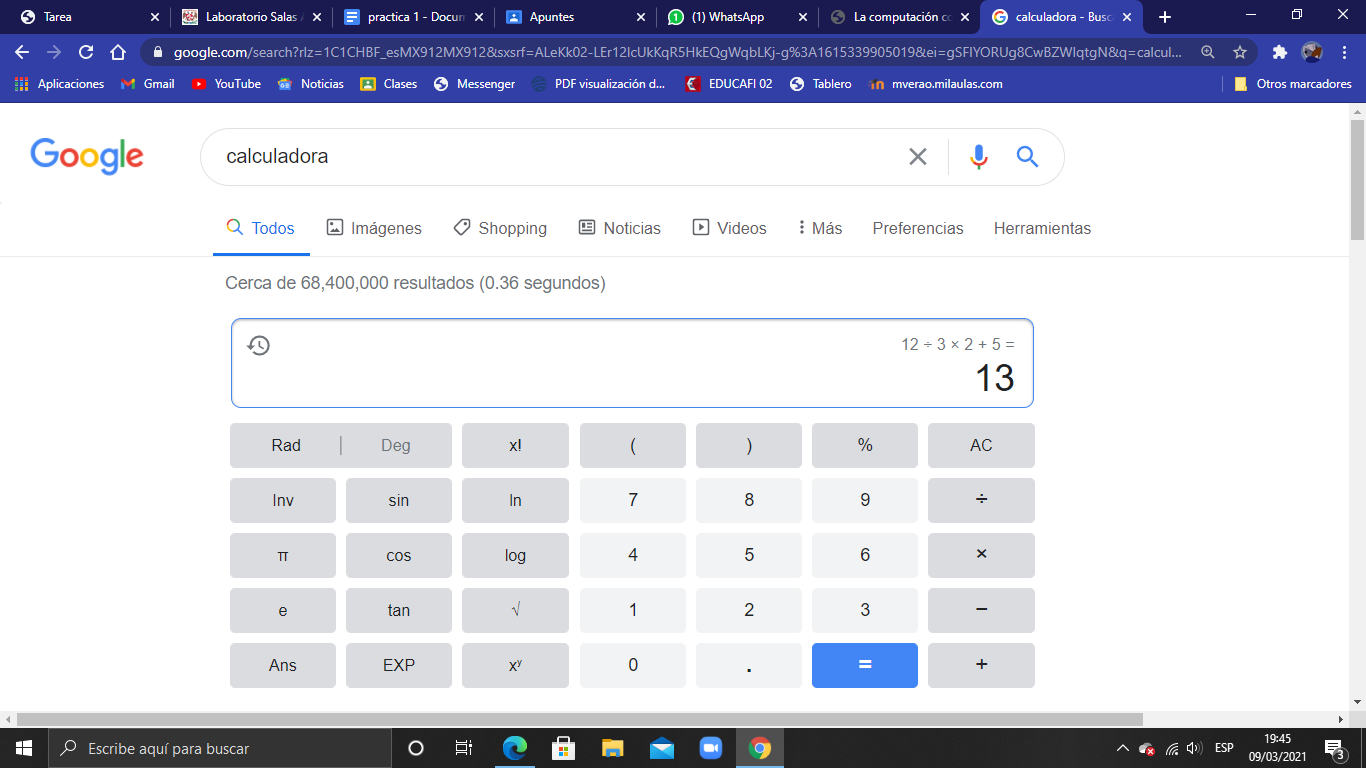 Tarea
Laboratorio Salas A
practica 1 - Docum
Apuntes
(1) WhatsApp
La computación co
calculadora - Busc
google.com/search?rlz=1C1CHBF_esMX912MX912&sxsrf=ALeKk02-LEr12IcUkKqR5HkEQgWqbLKj-g%3A1615339905019&ei=gSFIYORUg8CwBZWIqtgN&q=calcul...
Aplicaciones
Gmail
YouTube
Noticias
Clases
Messenger
PDF visualización d...
EDUCAFI 02
Tablero
mverao.milaulas.com
Otros marcadores
Google
calculadora
Todos
Imágenes
Shopping
Noticias
Videos
Más
Preferencias
Herramientas
Cerca de 68,400,000 resultados (0.36 segundos)
12 ÷ 3 × 2 + 5 =
13
Rad | Deg x! ( ) % AC
Inv sin ln 7 8 9 ÷
π cos log 4 5 6 ×
e tan √ 1 2 3 −
Ans EXP xʸ 0 . = +
Escribe aquí para buscar
ESP
19:45
09/03/2021
3